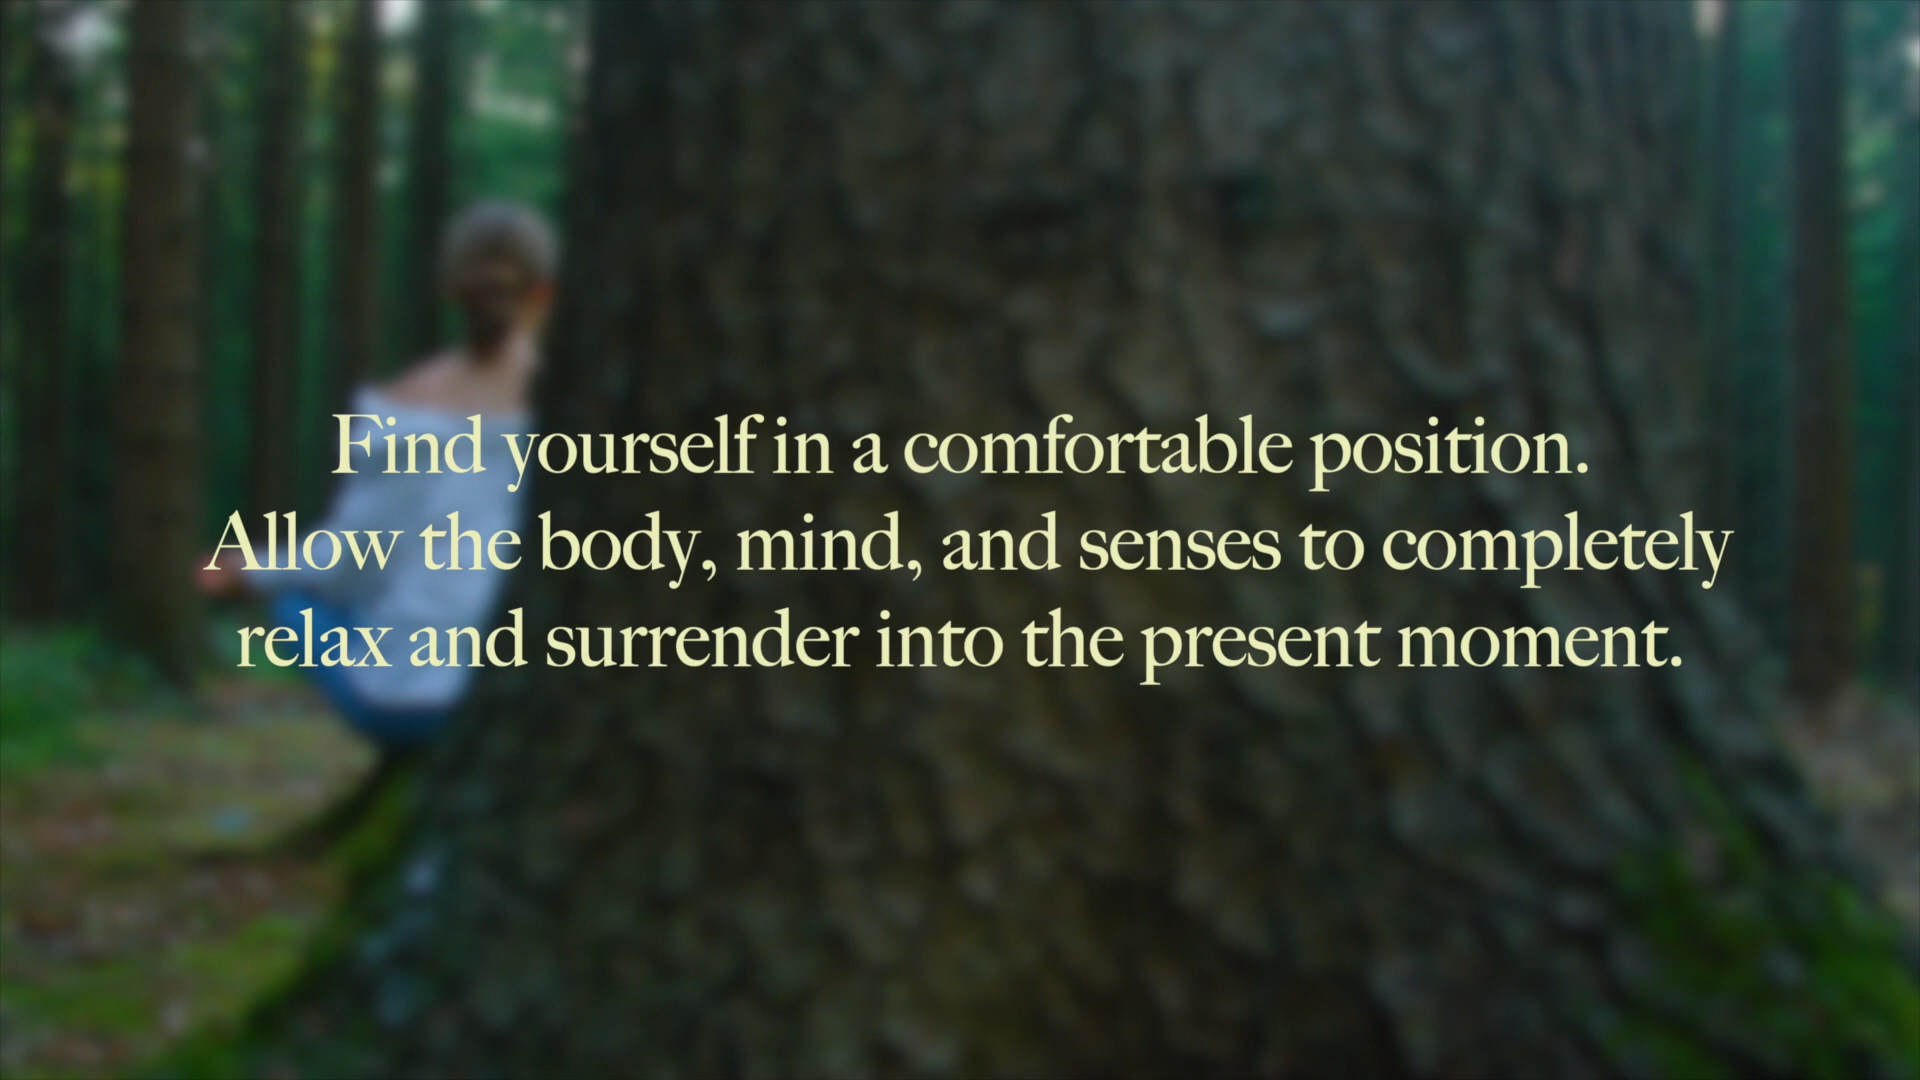 Find yourself in a comfortable position.
Allow the body, mind, and senses to completely
relax and surrender into the present moment.